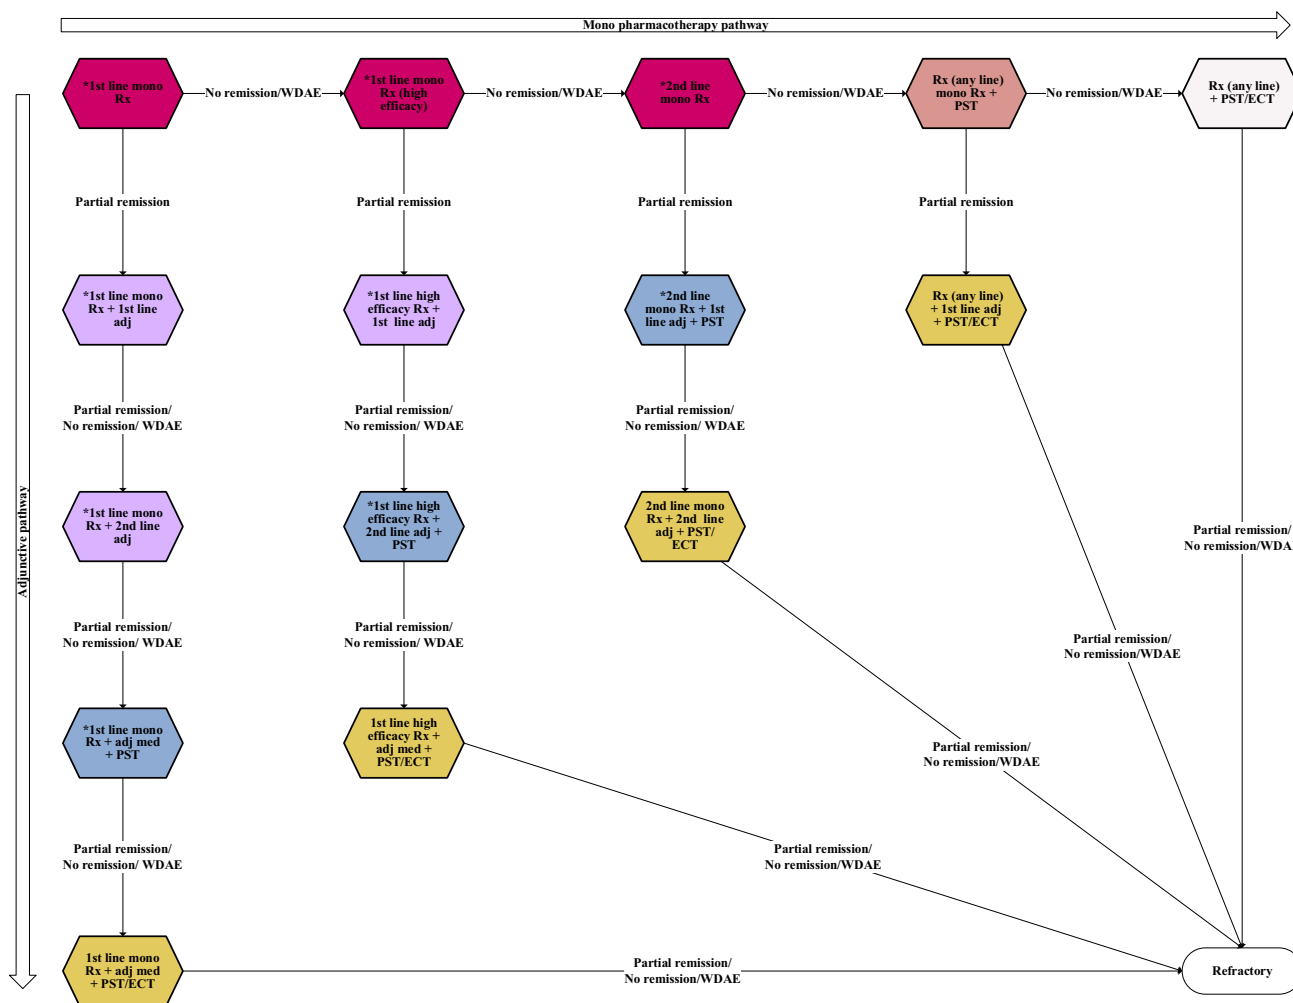 Mono pharmacotherapy pathway
*1st line mono
Rx
No remission/WDAE
*1st line mono
Rx (high
efficacy)
No remission/WDAE
*2nd line
mono Rx
No remission/WDAE
Rx (any line)
mono Rx +
PST
No remission/WDAE
Rx (any line)
+ PST/ECT
Partial remission
Partial remission
Partial remission
Partial remission
*1st line mono
Rx + 1st line
adj
*1st line high
efficacy Rx +
1st line adj
*2nd line
mono Rx + 1st
line adj + PST
Rx (any line)
+ 1st line adj
+ PST/ECT
Partial remission/
No remission/ WDAE
Partial remission/
No remission/ WDAE
Partial remission/
No remission/ WDAE
Adjunctive pathway
*1st line mono
Rx + 2nd line
adj
*1st line high
efficacy Rx +
2nd line adj +
PST
2nd line mono
Rx + 2nd line
adj + PST/
ECT
Partial remission/
No remission/WDAE
Partial remission/
No remission/ WDAE
Partial remission/
No remission/ WDAE
Partial remission/
No remission/WDAE
*1st line mono
Rx + adj med
+ PST
1st line high
efficacy Rx +
adj med +
PST/ECT
Partial remission/
No remission/WDAE
Partial remission/
No remission/ WDAE
Partial remission/
No remission/WDAE
1st line mono
Rx + adj med
+ PST/ECT
Partial remission/
No remission/WDAE
Refractory